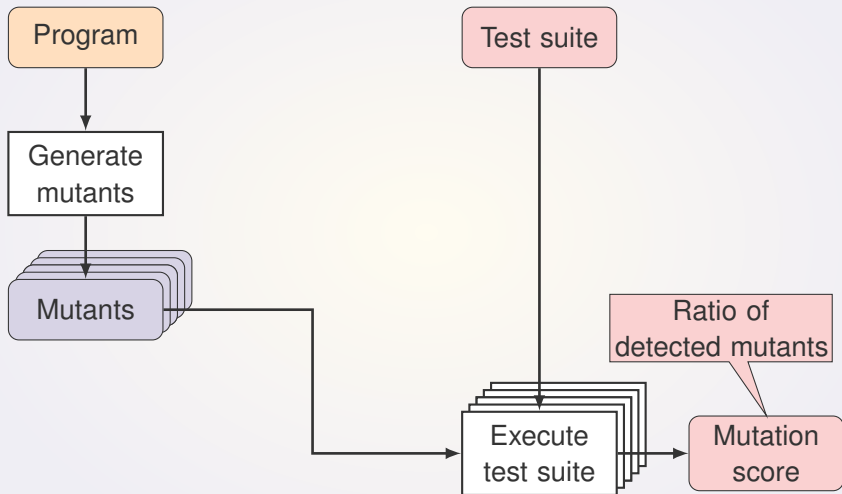 Program
Test suite
Generate
mutants
Mutants
Ratio of
detected mutants
Execute
test suite
Mutation
score